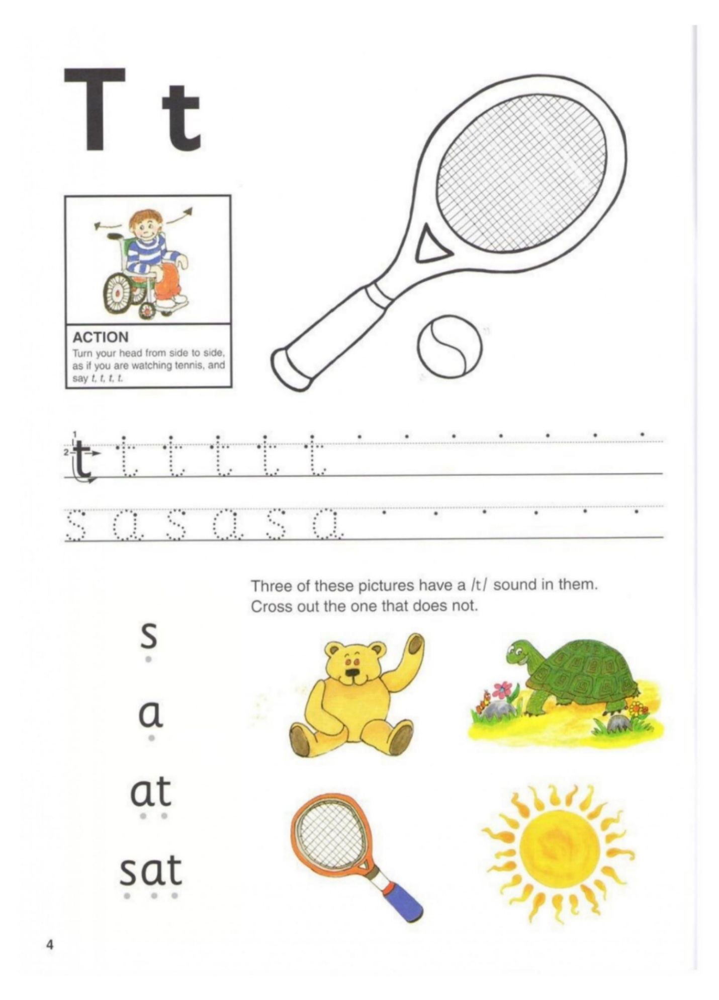 T t
ACTION
Turn your head from side to side,
as if you are watching tennis, and
say t, t, t, t.
1
2 t t t t t t
s a s a s a
Three of these pictures have a /t/ sound in them.
Cross out the one that does not.
s
a
at
sat
4